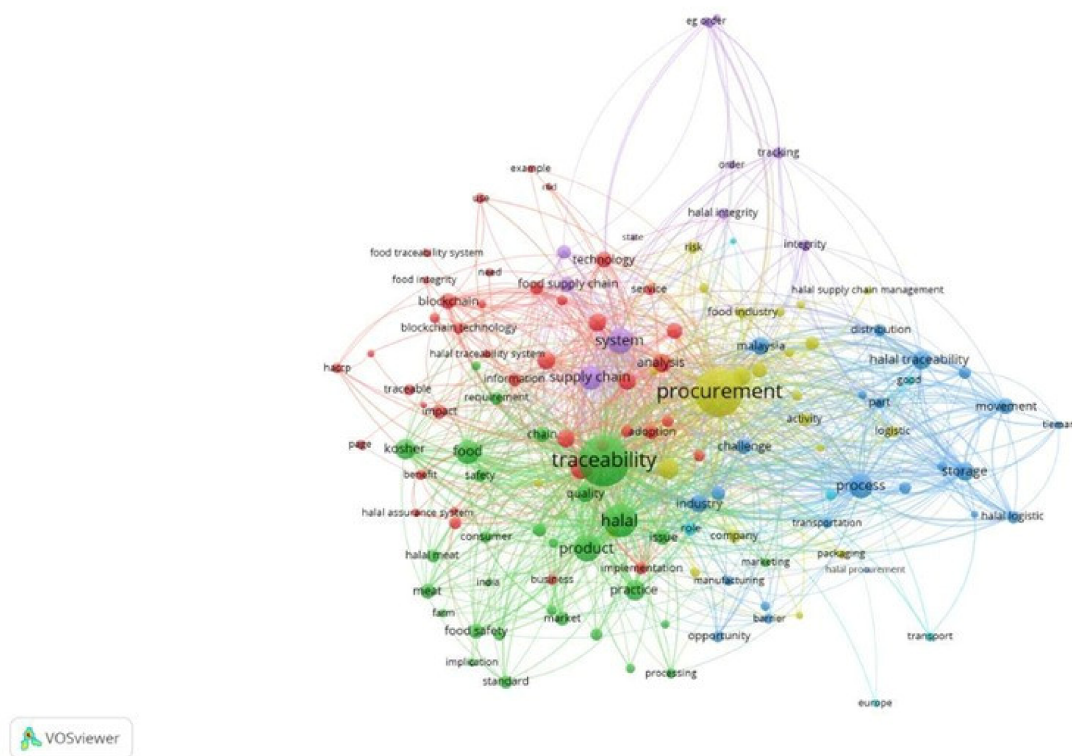 eg order
tracking
order
example
rfid
use
halal integrity
state
risk
integrity
food traceability system
technology
need
food integrity
food supply chain
service
halal supply chain management
blockchain
food industry
blockchain technology
system
distribution
malaysia
halal traceability system
analysis
halal traceability
haccp
information
supply chain
good
traceable
requirement
procurement
part
movement
impact
activity
chain
adoption
logistic
page
kosher
food
challenge
traceability
benefit
safety
storage
quality
process
halal assurance system
industry
halal
halal logistic
consumer
issue
role
transportation
company
halal meat
product
packaging
marketing
implementation
halal procurement
india
business
manufacturing
meat
practice
farm
market
barrier
food safety
opportunity
transport
implication
processing
standard
europe
VOSviewer